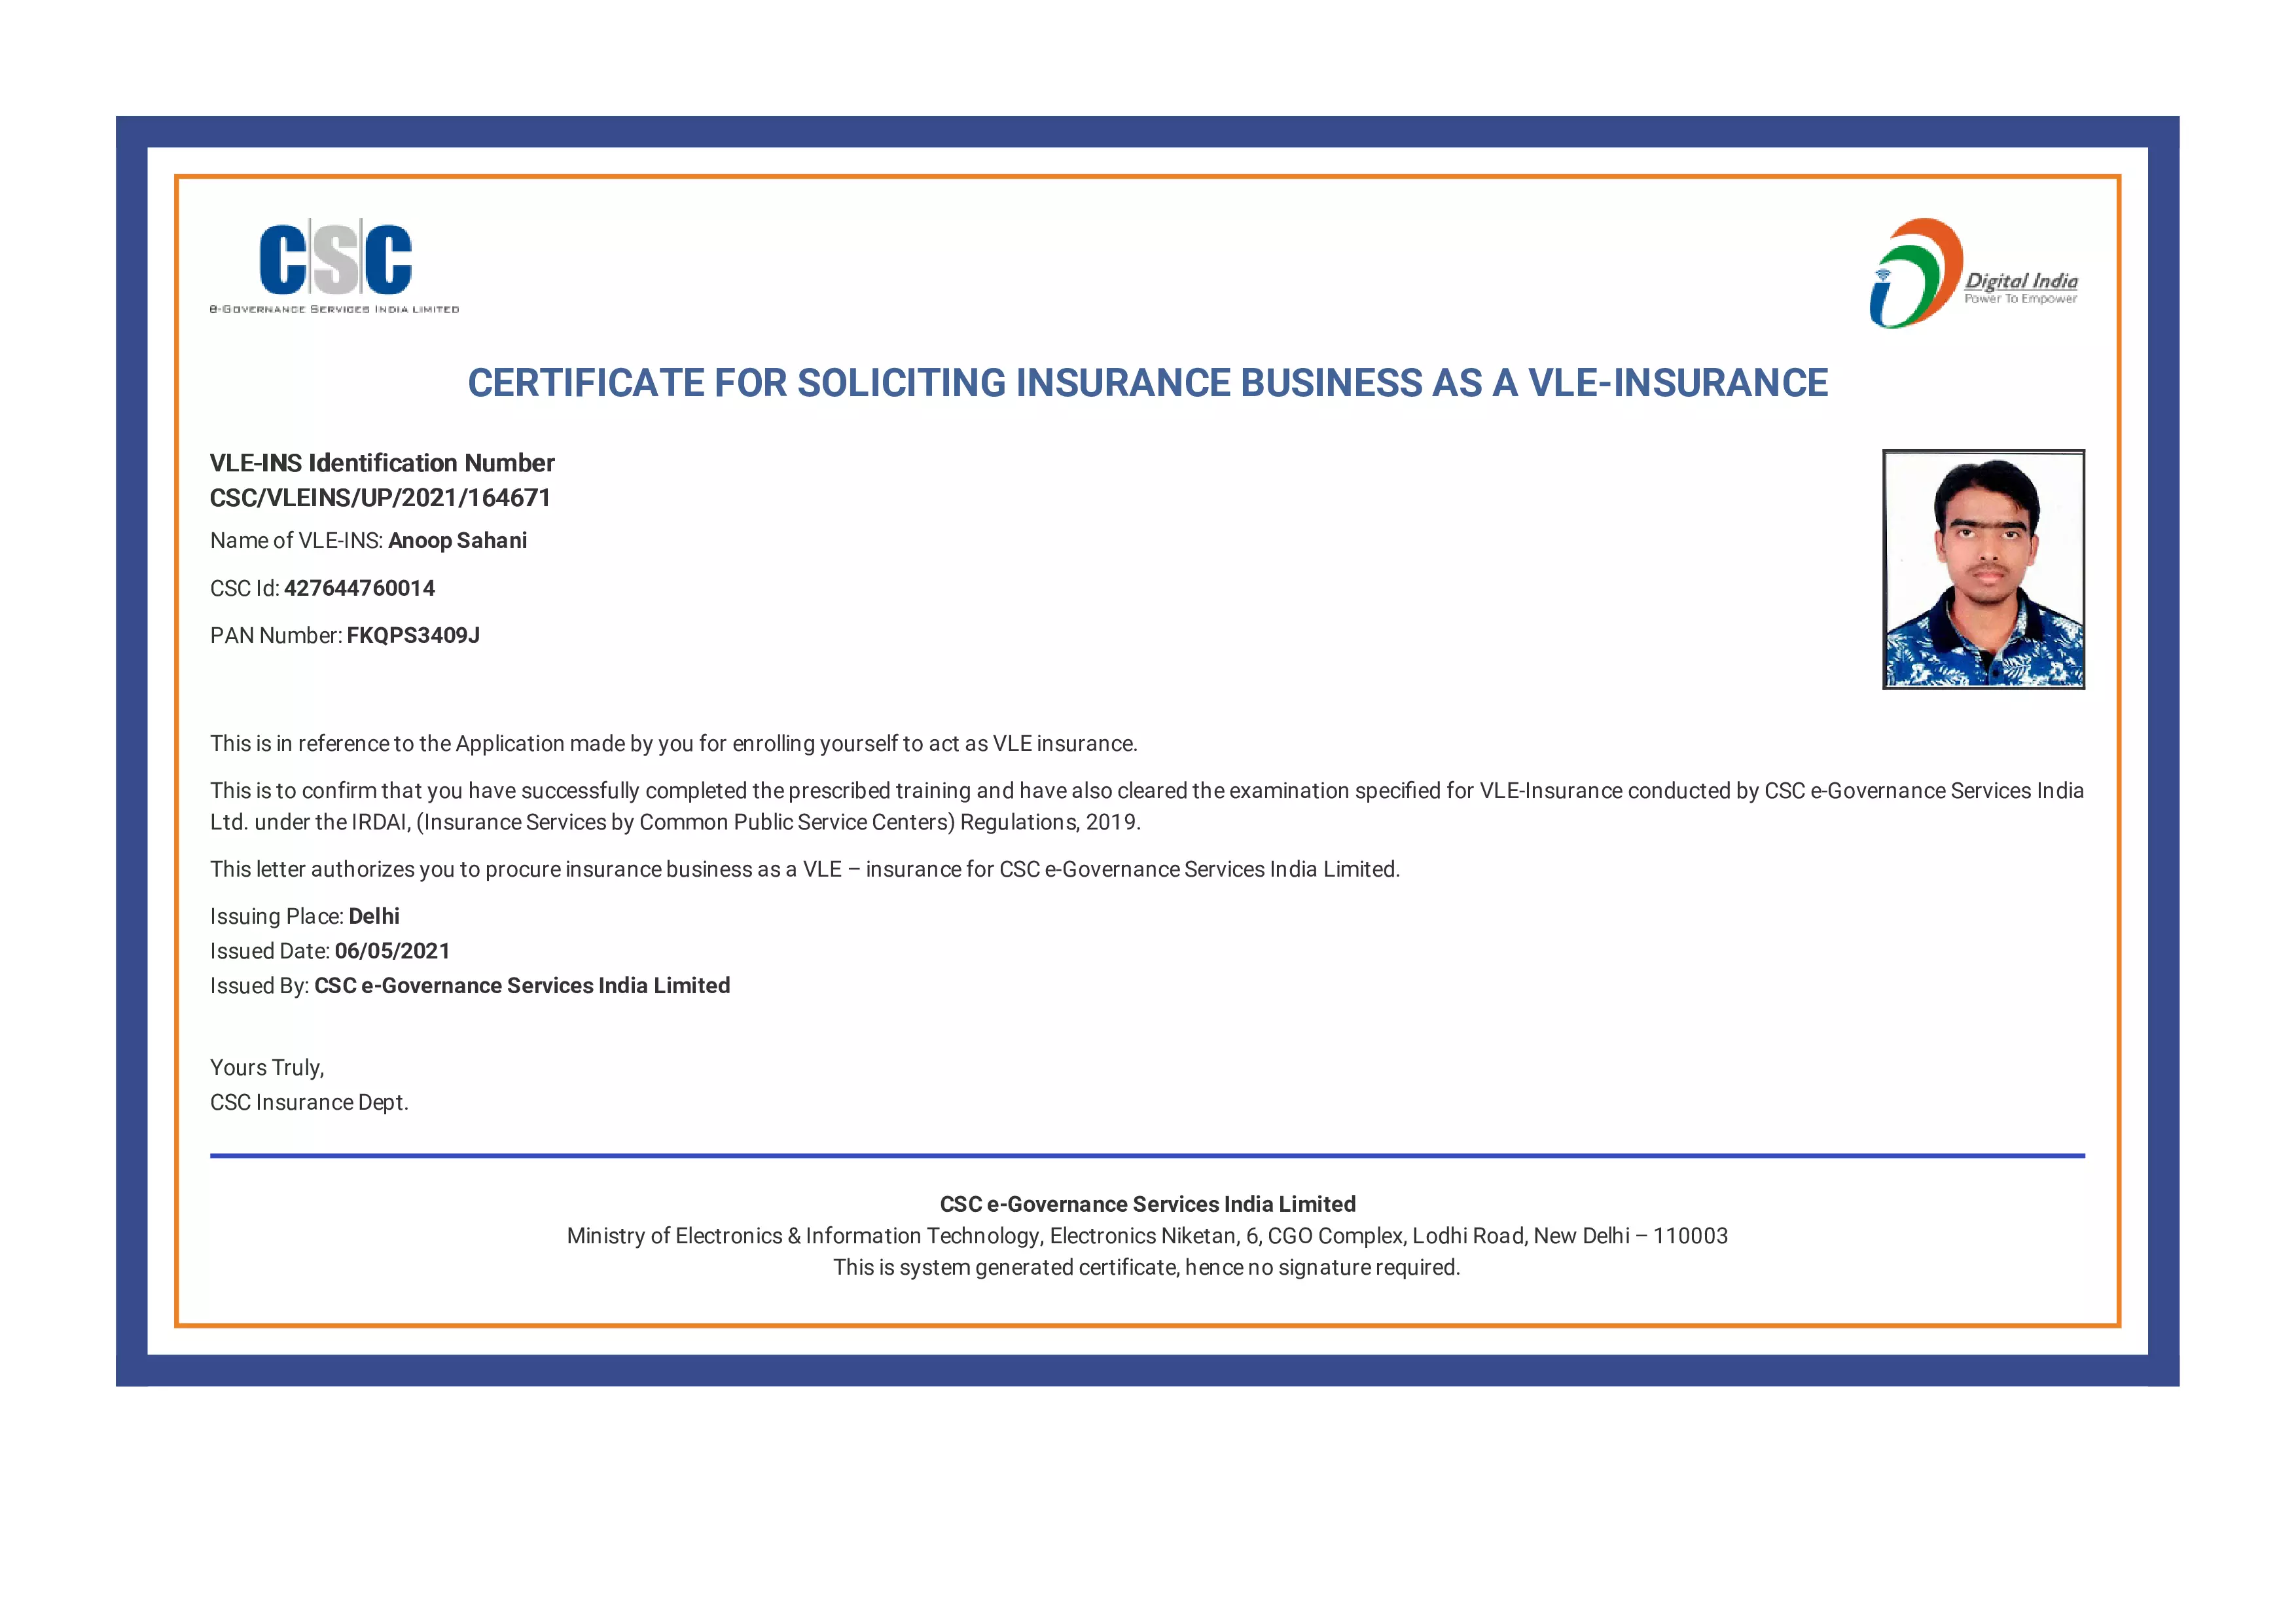 CSC
e-Governance Services India Limited
Digital India
Power To Empower
CERTIFICATE FOR SOLICITING INSURANCE BUSINESS AS A VLE-INSURANCE
VLE-INS Identification Number
CSC/VLEINS/UP/2021/164671
Name of VLE-INS: Anoop Sahani
CSC Id: 427644760014
PAN Number: FKQPS3409J
This is in reference to the Application made by you for enrolling yourself to act as VLE insurance.
This is to confirm that you have successfully completed the prescribed training and have also cleared the examination specified for VLE-Insurance conducted by CSC e-Governance Services India
Ltd. under the IRDAI, (Insurance Services by Common Public Service Centers) Regulations, 2019.
This letter authorizes you to procure insurance business as a VLE – insurance for CSC e-Governance Services India Limited.
Issuing Place: Delhi
Issued Date: 06/05/2021
Issued By: CSC e-Governance Services India Limited
Yours Truly,
CSC Insurance Dept.
CSC e-Governance Services India Limited
Ministry of Electronics & Information Technology, Electronics Niketan, 6, CGO Complex, Lodhi Road, New Delhi – 110003
This is system generated certificate, hence no signature required.